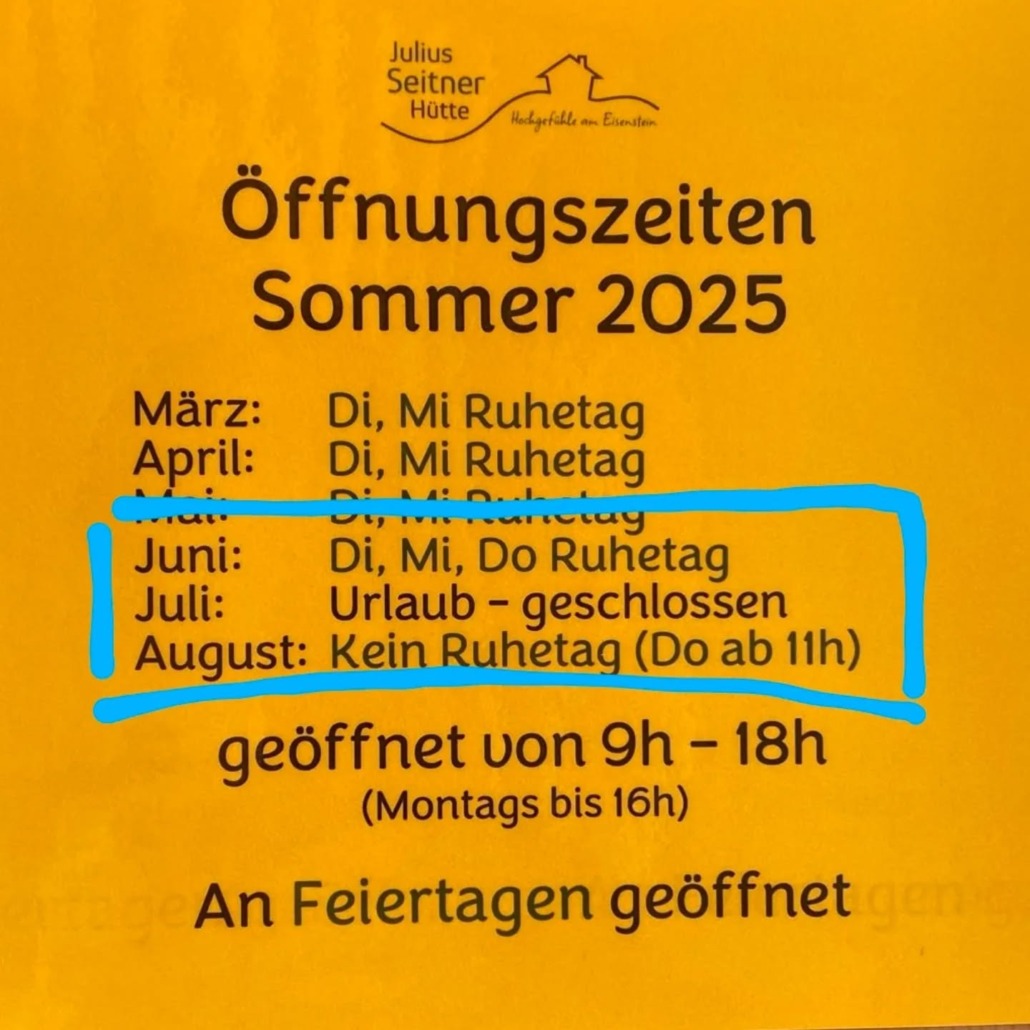 Julius
Seitner
Hütte
Hochgefühle am Eisenstein
Öffnungszeiten
Sommer 2025
März: Di, Mi Ruhetag
April: Di, Mi Ruhetag
Mai: Di, Mi Ruhetag
Juni: Di, Mi, Do Ruhetag
Juli: Urlaub – geschlossen
August: Kein Ruhetag (Do ab 11h)
geöffnet von 9h – 18h
(Montags bis 16h)
An Feiertagen geöffnet